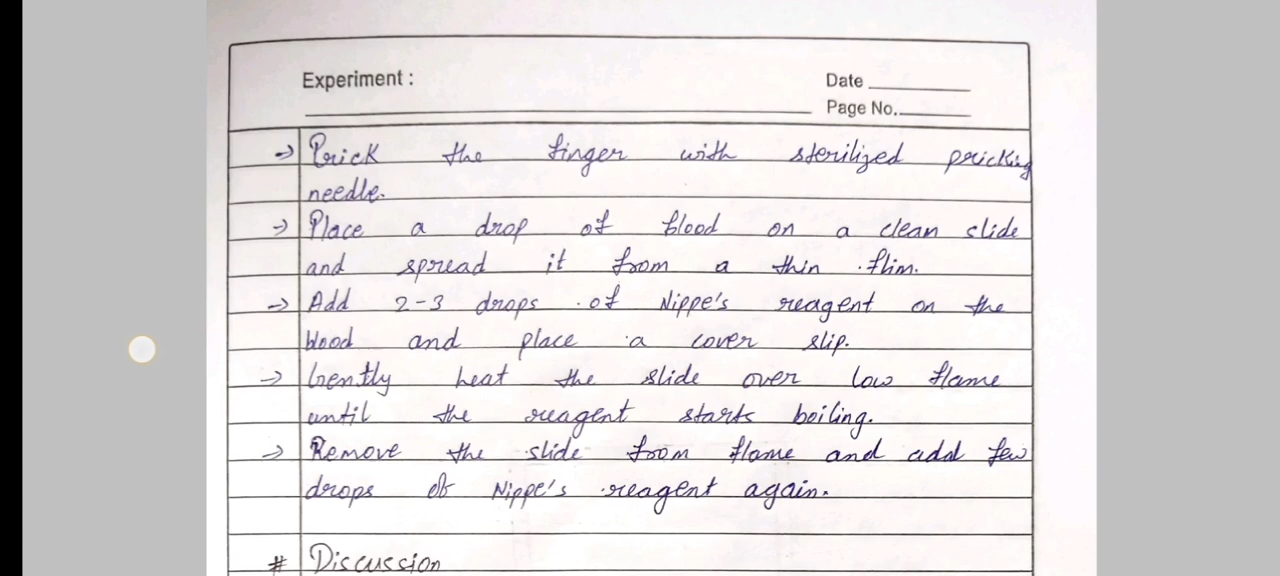 Experiment :
Date
Page No.
→ Prick the finger with sterilized pricking
needle.
→ Place a drop of blood on a clean slide
and spread it from a thin flim.
→ Add 2-3 drops of Nippe's reagent on the
blood and place a cover slip.
→ Gently heat the slide over low flame
until the reagent starts boiling.
→ Remove the slide from flame and add few
drops of Nippe's reagent again.
# Discussion